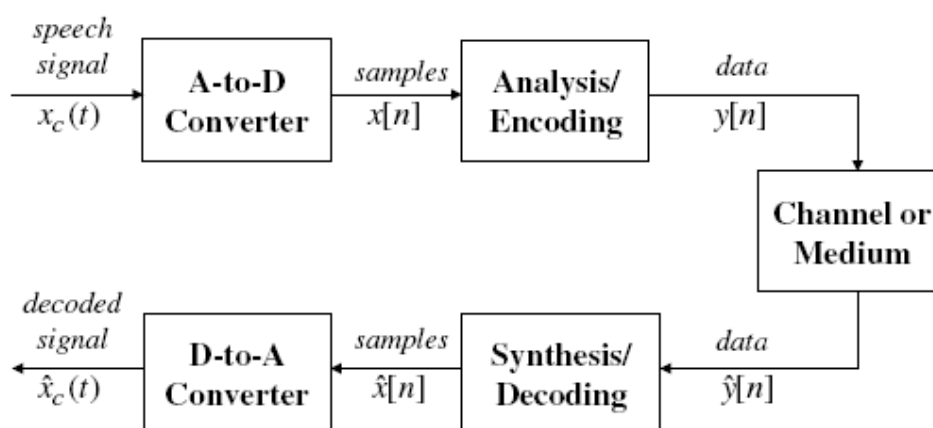 speech
signal
x_c(t)
A-to-D
Converter
samples
x[n]
Analysis/
Encoding
data
y[n]
Channel or
Medium
decoded
signal
x̂_c(t)
D-to-A
Converter
samples
x̂[n]
Synthesis/
Decoding
data
ŷ[n]